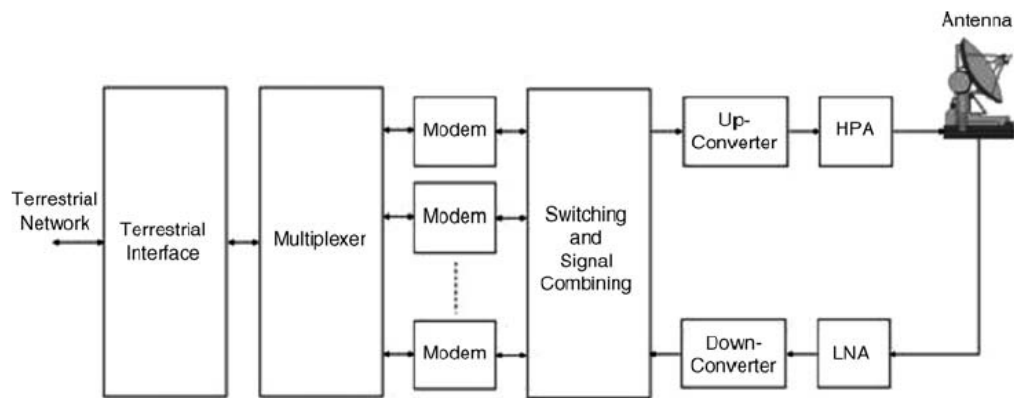 Antenna
Terrestrial
Network
Terrestrial
Interface
Multiplexer
Modem
Modem
Modem
Switching
and
Signal
Combining
Up-
Converter
HPA
Down-
Converter
LNA